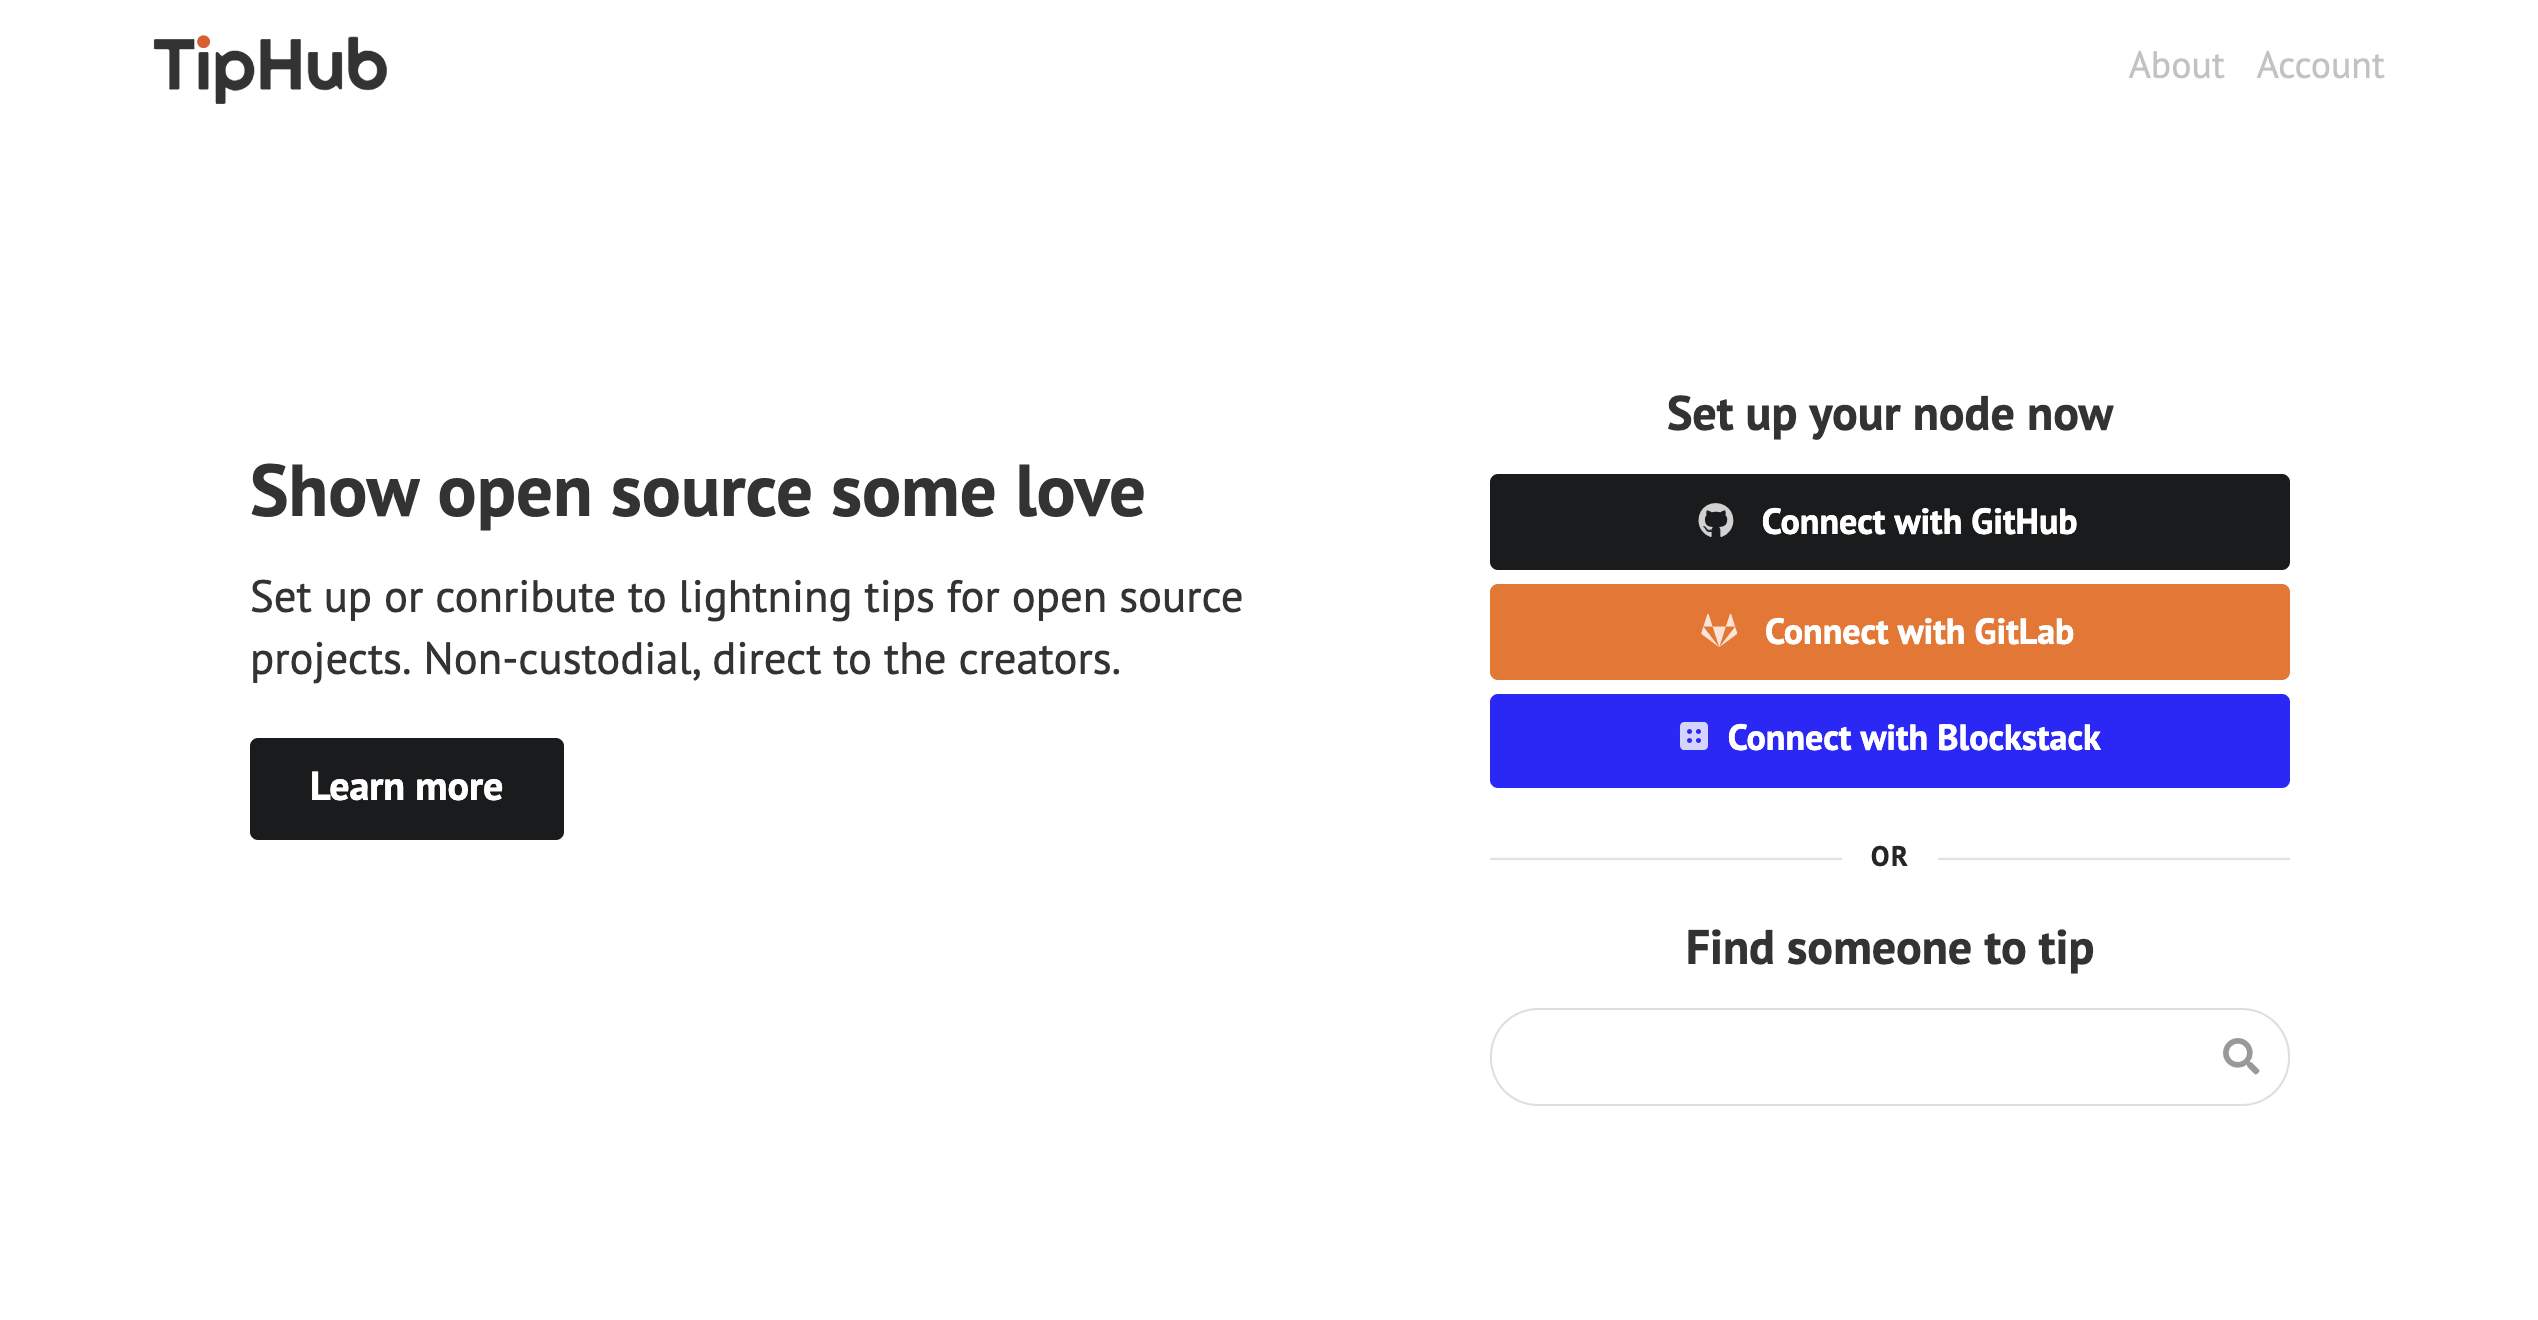 TipHub
About Account
Show open source some love
Set up or conribute to lightning tips for open source
projects. Non-custodial, direct to the creators.
Learn more
Set up your node now
Connect with GitHub
Connect with GitLab
Connect with Blockstack
OR
Find someone to tip